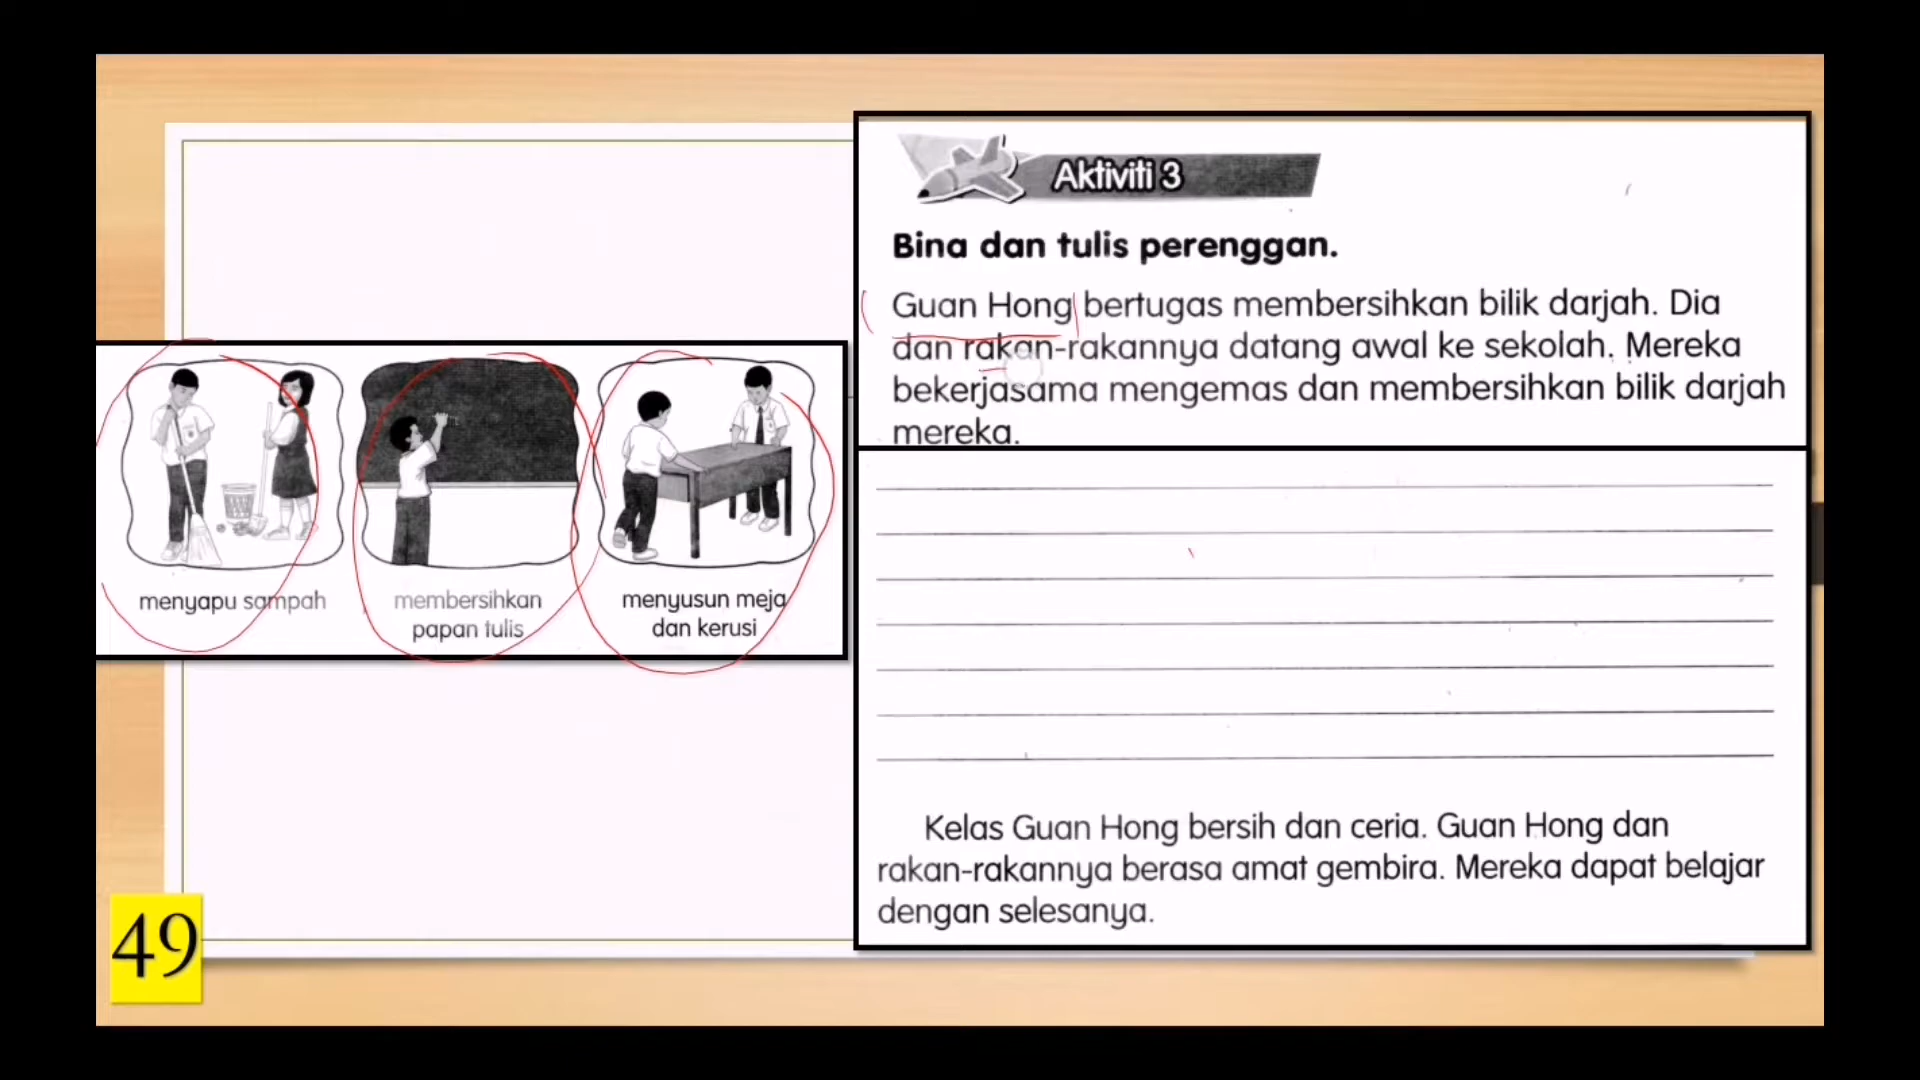 Aktiviti 3
Bina dan tulis perenggan.
Guan Hong bertugas membersihkan bilik darjah. Dia
dan rakan-rakannya datang awal ke sekolah. Mereka
bekerjasama mengemas dan membersihkan bilik darjah
mereka.
menyapu sampah
membersihkan
papan tulis
menyusun meja
dan kerusi
Kelas Guan Hong bersih dan ceria. Guan Hong dan
rakan-rakannya berasa amat gembira. Mereka dapat belajar
dengan selesanya.
49